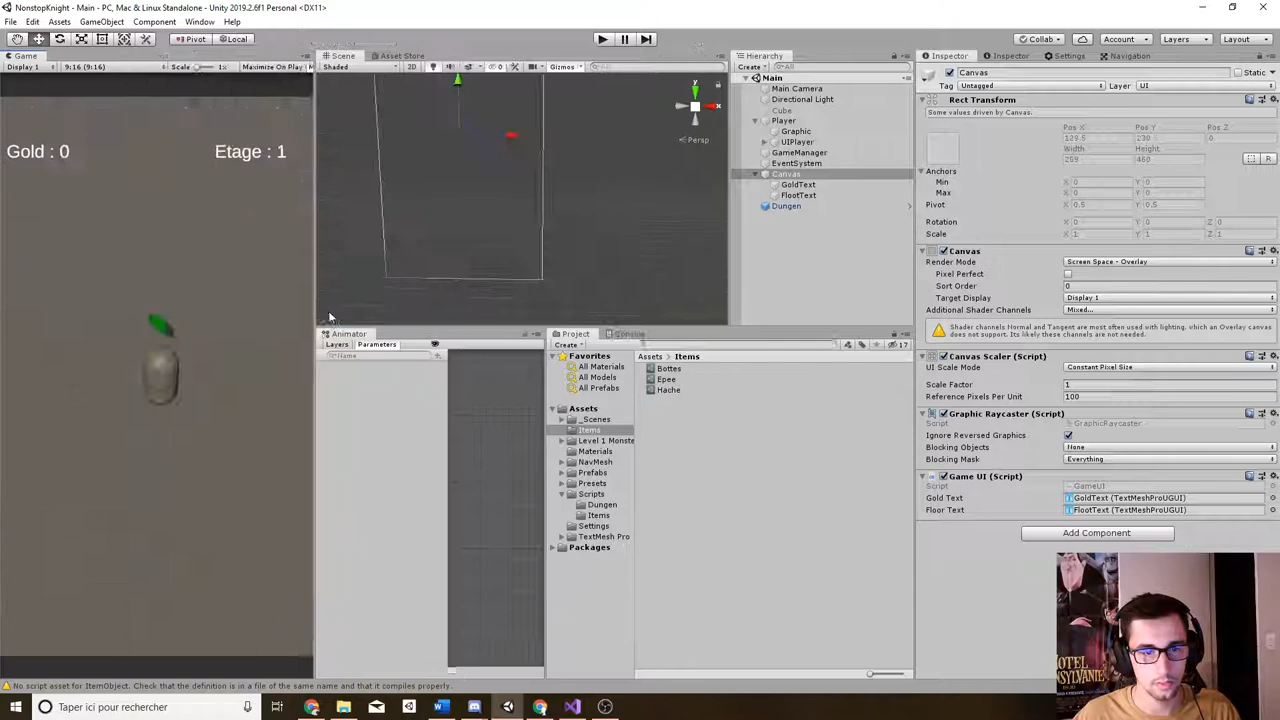 NonstopKnight - Main - PC, Mac & Linux Standalone - Unity 2019.2.6f1 Personal <DX11>
File Edit Assets GameObject Component Window Help
Pivot Local
Collab Account Layers Layout
Game
Display 1 9:16 (9:16) Scale 1x Maximize On Play
Gold : 0
Etage : 1
Scene Asset Store
Shaded 2D 0 Gizmos All
y
x
Persp
Animator
Layers Parameters
Name
Hierarchy
Create All
Main
Main Camera
Directional Light
Cube
Player
Graphic
UIPlayer
GameManager
EventSystem
Canvas
GoldText
FlootText
Dungen
Project Console
Create 17
Favorites
All Materials
All Models
All Prefabs
Assets
_Scenes
Items
Level 1 Monste
Materials
NavMesh
Prefabs
Presets
Scripts
Dungen
Items
Settings
TextMesh Pro
Packages
Assets Items
Bottes
Epee
Hache
Inspector Inspector Settings Navigation
Canvas Static
Tag Untagged Layer UI
Rect Transform
Some values driven by Canvas.
Pos X Pos Y Pos Z
129.5 230 0
Width Height
259 460
R
Anchors
Min X 0 Y 0
Max X 0 Y 0
Pivot X 0.5 Y 0.5
Rotation X 0 Y 0 Z 0
Scale X 1 Y 1 Z 1
Canvas
Render Mode Screen Space - Overlay
Pixel Perfect
Sort Order 0
Target Display Display 1
Additional Shader Channels Mixed...
Shader channels Normal and Tangent are most often used with lighting, which an Overlay canvas does not support. Its likely these channels are not needed.
Canvas Scaler (Script)
UI Scale Mode Constant Pixel Size
Scale Factor 1
Reference Pixels Per Unit 100
Graphic Raycaster (Script)
Script GraphicRaycaster
Ignore Reversed Graphics
Blocking Objects None
Blocking Mask Everything
Game UI (Script)
Script GameUI
Gold Text GoldText (TextMeshProUGUI)
Floor Text FlootText (TextMeshProUGUI)
Add Component
No script asset for ItemObject. Check that the definition is in a file of the same name and that it compiles properly.
Taper ici pour rechercher